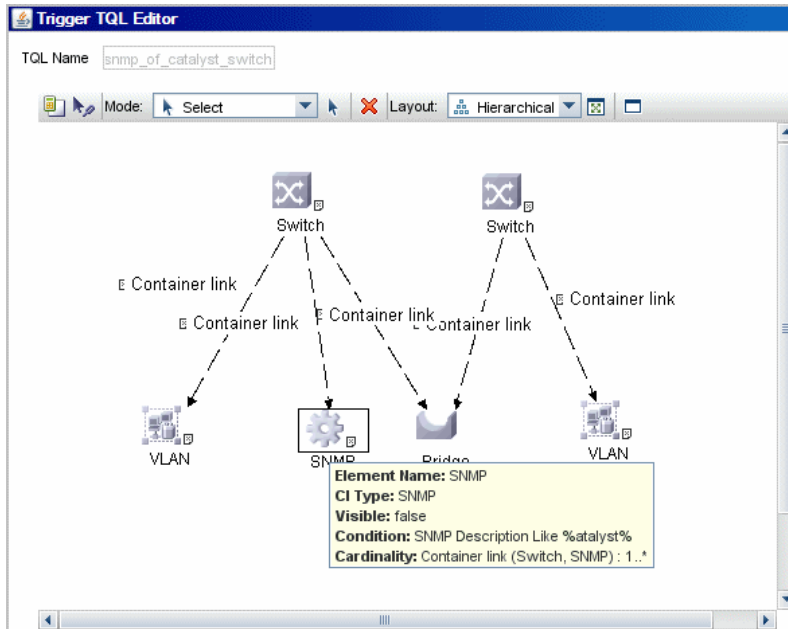 Trigger TQL Editor
TQL Name snmp_of_catalyst_switch
Mode: Select Layout: Hierarchical
Switch Switch
Container link
Container link
Container link
Container link
Container link
VLAN
SNMP
Bridge
VLAN
Element Name: SNMP
CI Type: SNMP
Visible: false
Condition: SNMP Description Like %atalyst%
Cardinality: Container link (Switch, SNMP) : 1..*